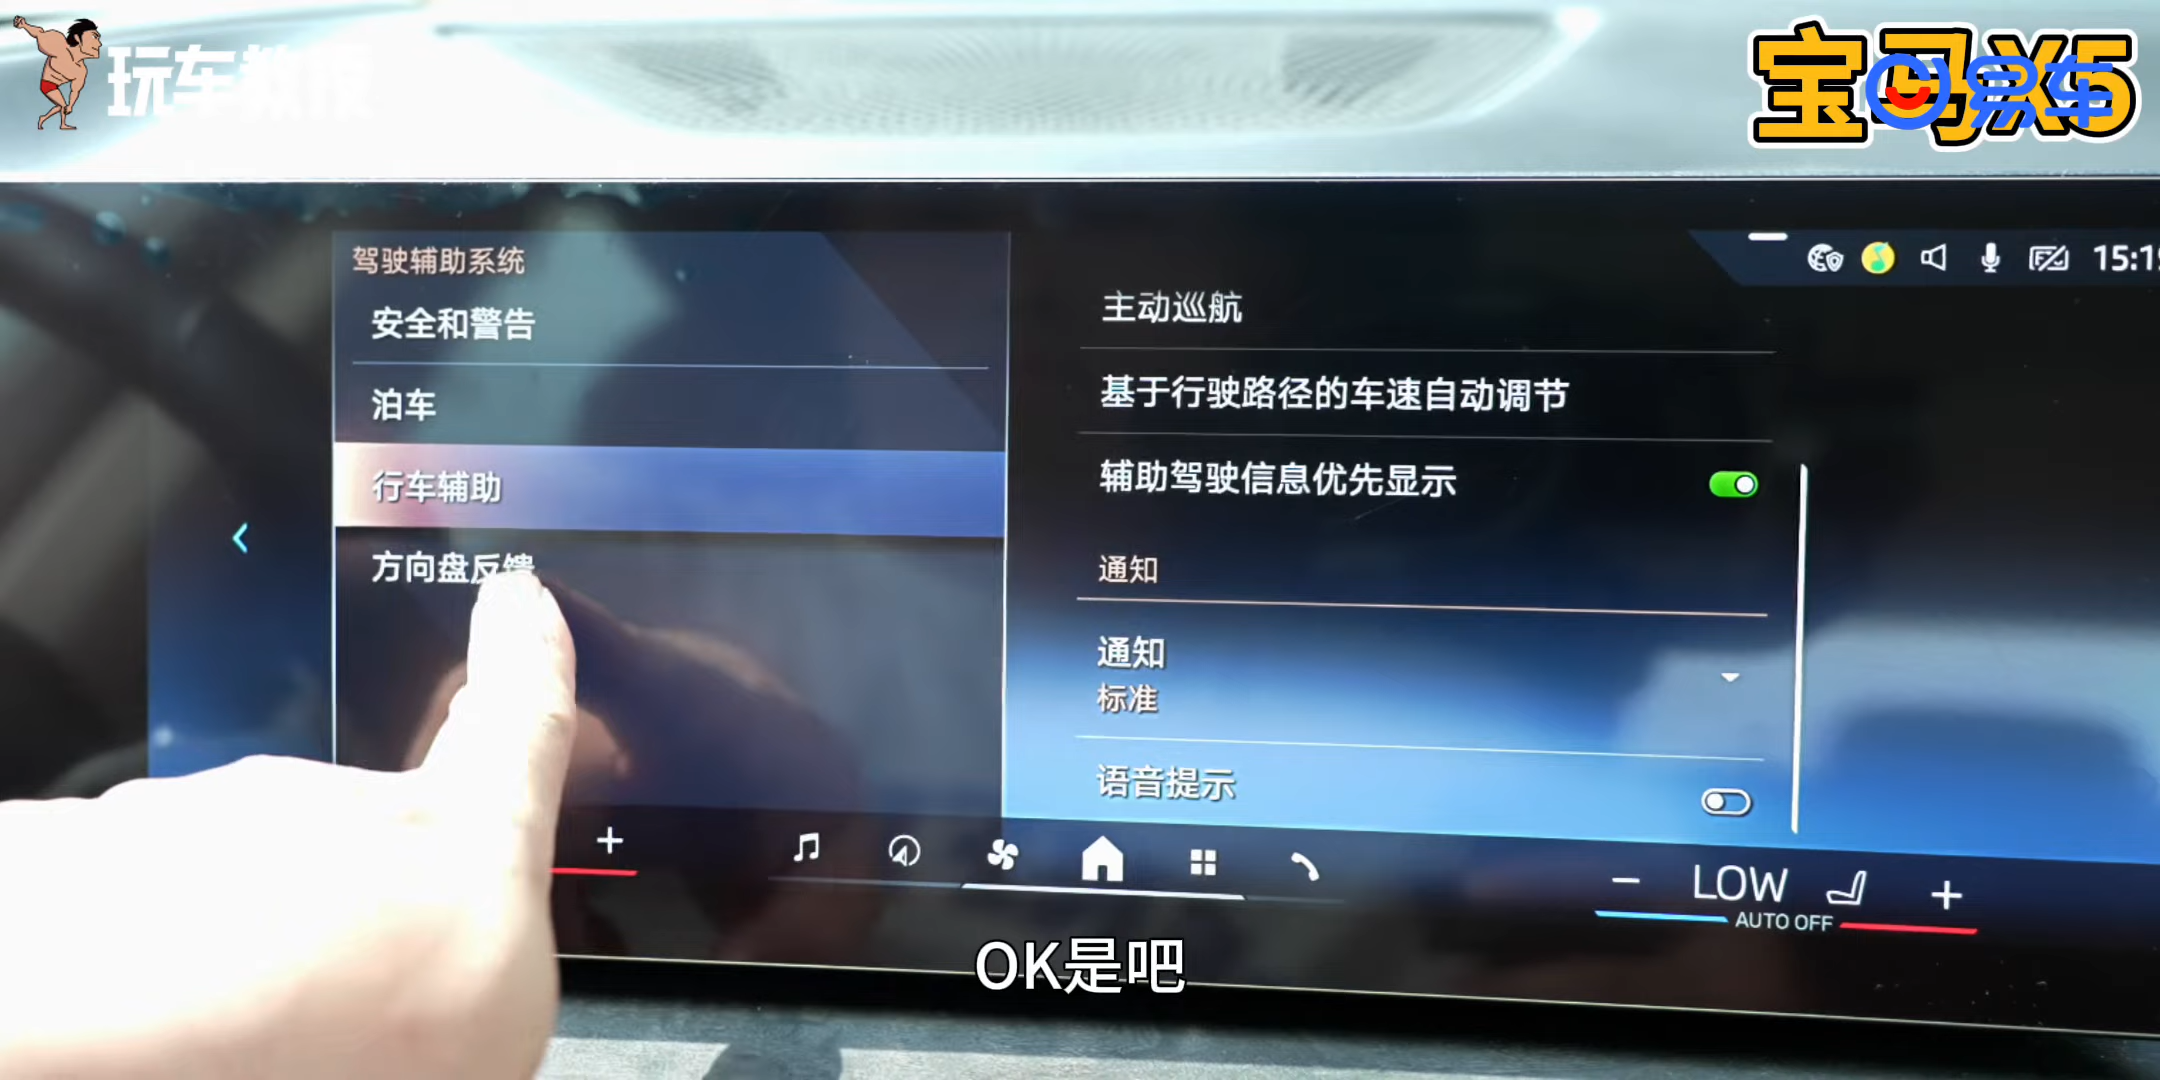 玩车教授
宝马X5
易车
驾驶辅助系统
安全和警告
泊车
行车辅助
方向盘反馈
15:1
主动巡航
基于行驶路径的车速自动调节
辅助驾驶信息优先显示
通知
通知
标准
语音提示
LOW
AUTO OFF
OK是吧